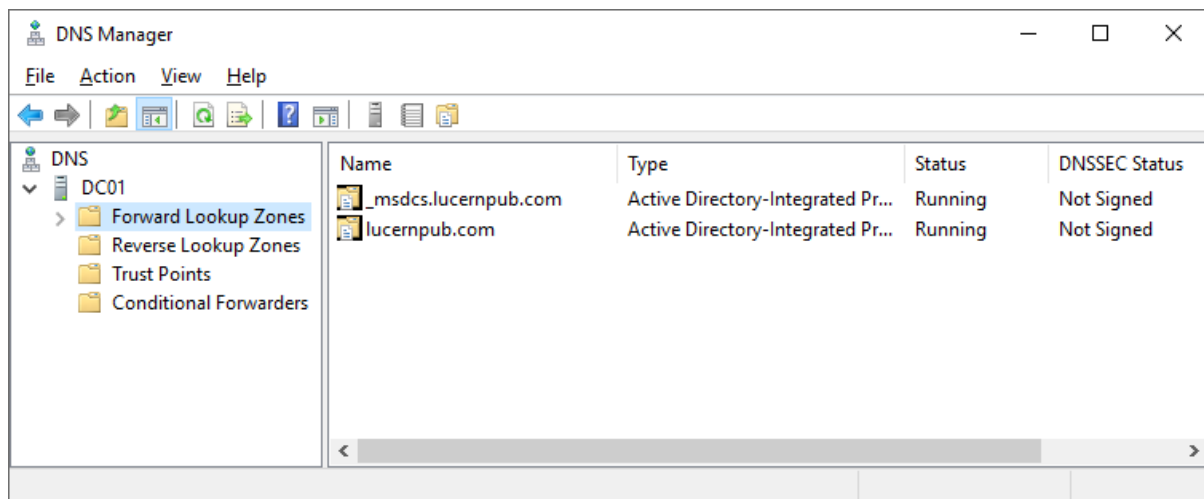 DNS Manager
File Action View Help
DNS
DC01
Forward Lookup Zones
Reverse Lookup Zones
Trust Points
Conditional Forwarders
Name Type Status DNSSEC Status
_msdcs.lucernpub.com Active Directory-Integrated Pr... Running Not Signed
lucernpub.com Active Directory-Integrated Pr... Running Not Signed